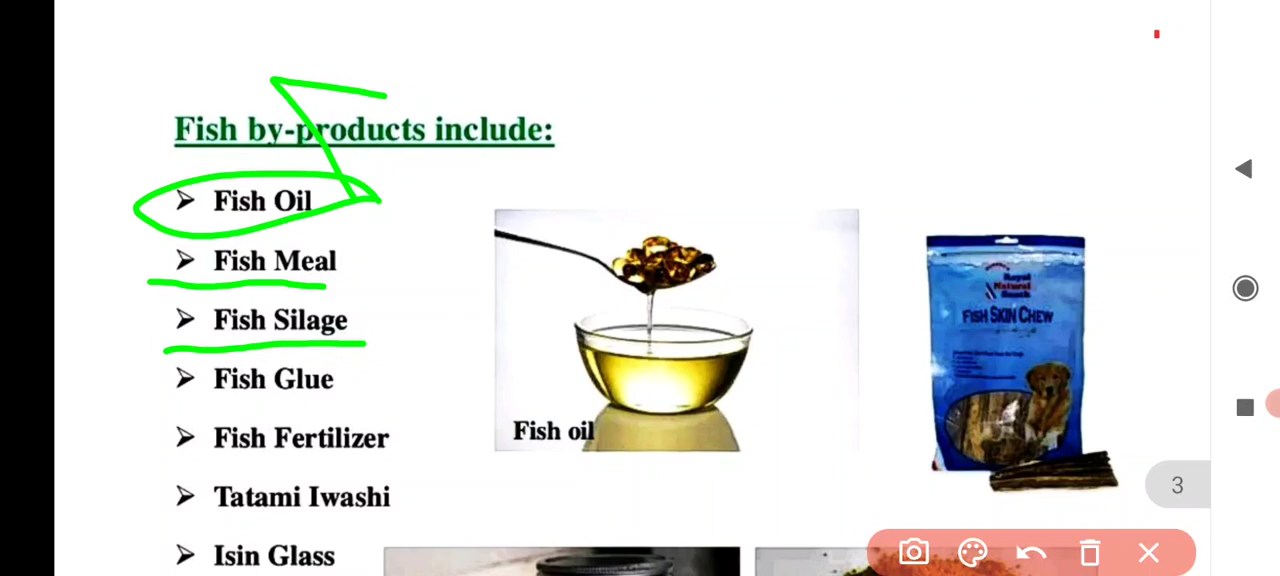 Fish by-products include:
➢ Fish Oil
➢ Fish Meal
➢ Fish Silage
➢ Fish Glue
➢ Fish Fertilizer
➢ Tatami Iwashi
➢ Isin Glass
Fish oil
Royal
Natural
FISH SKIN CHEW
3